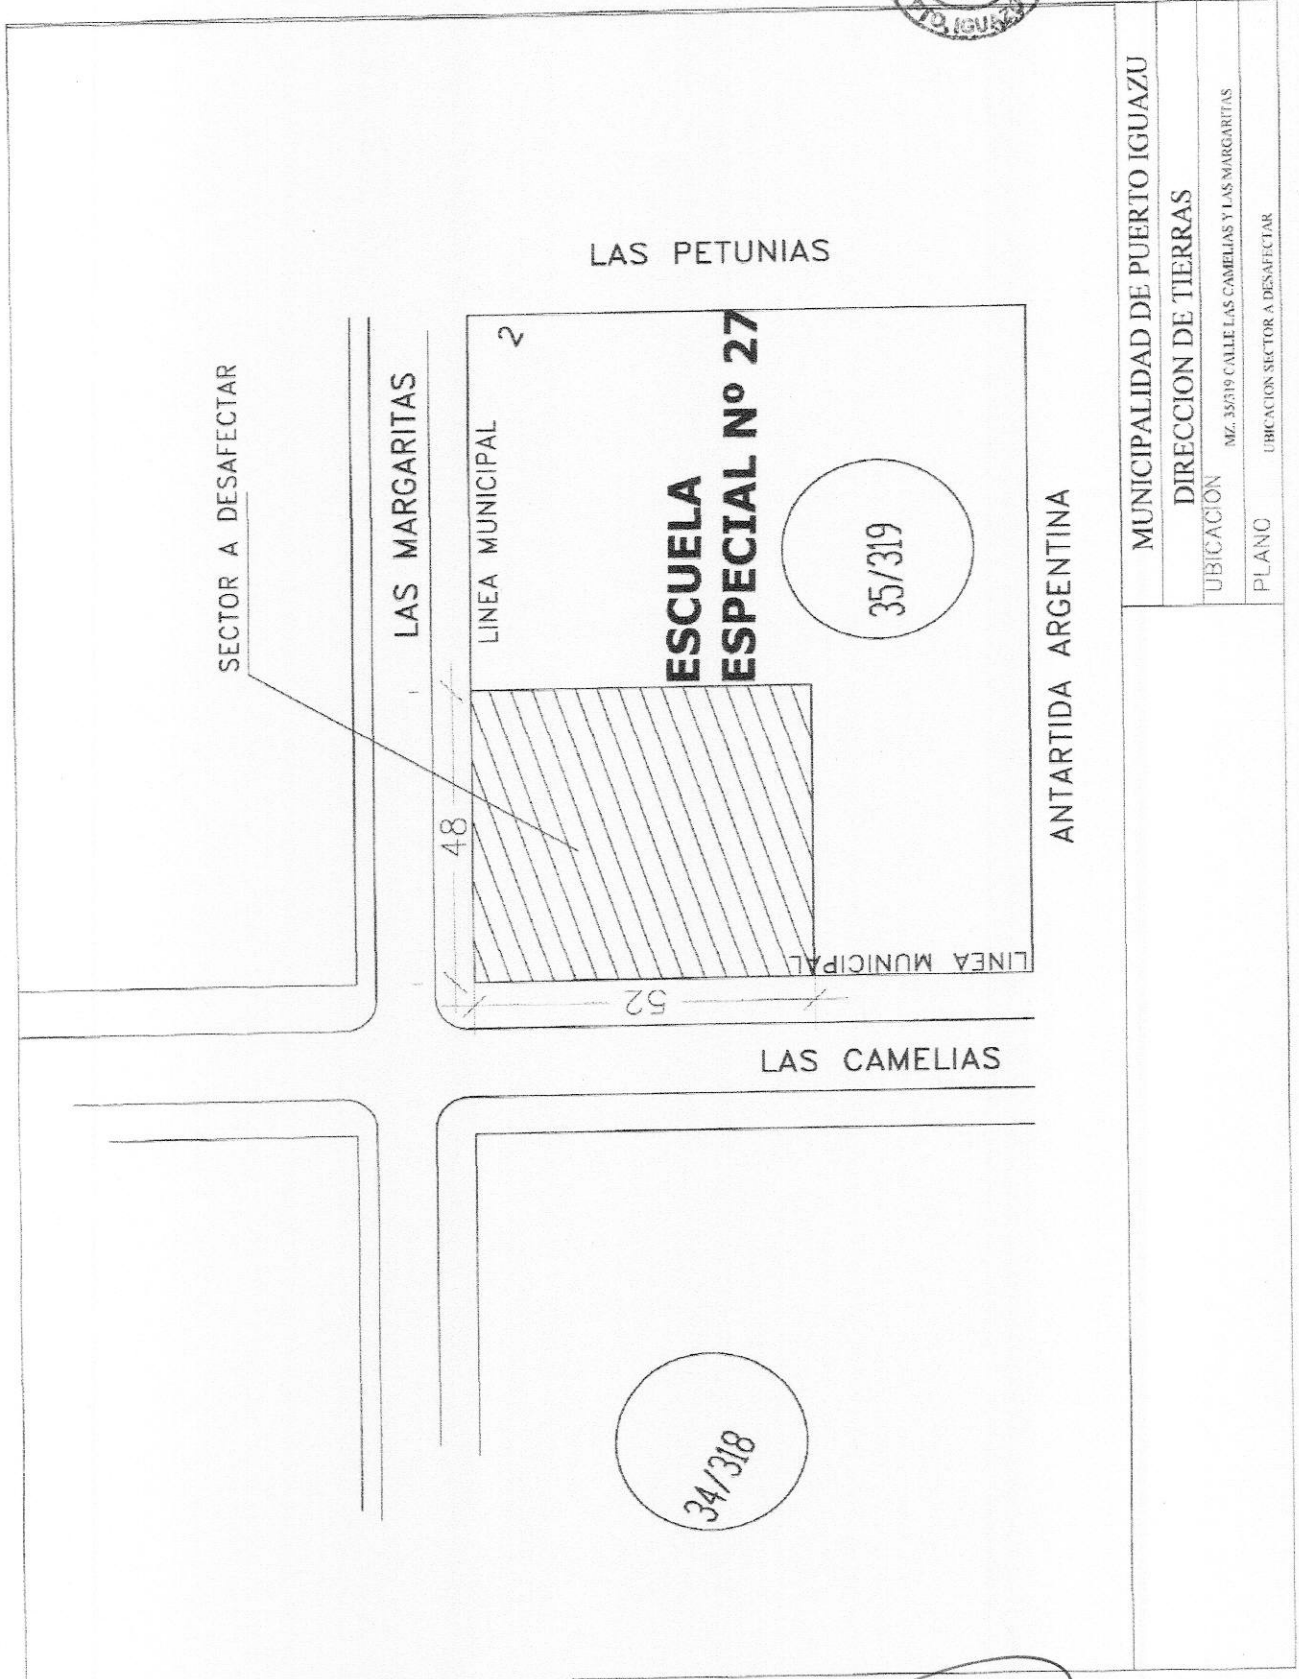 PTO. IGUAZU
SECTOR A DESAFECTAR
LAS MARGARITAS
48
LINEA MUNICIPAL
2
LAS PETUNIAS
ESCUELA
ESPECIAL Nº 27
35/319
52
LINEA MUNICIPAL
LAS CAMELIAS
ANTARTIDA ARGENTINA
34/318
MUNICIPALIDAD DE PUERTO IGUAZU
DIRECCION DE TIERRAS
UBICACION MZ. 35/319 CALLE LAS CAMELIAS Y LAS MARGARITAS
PLANO UBICACION SECTOR A DESAFECTAR